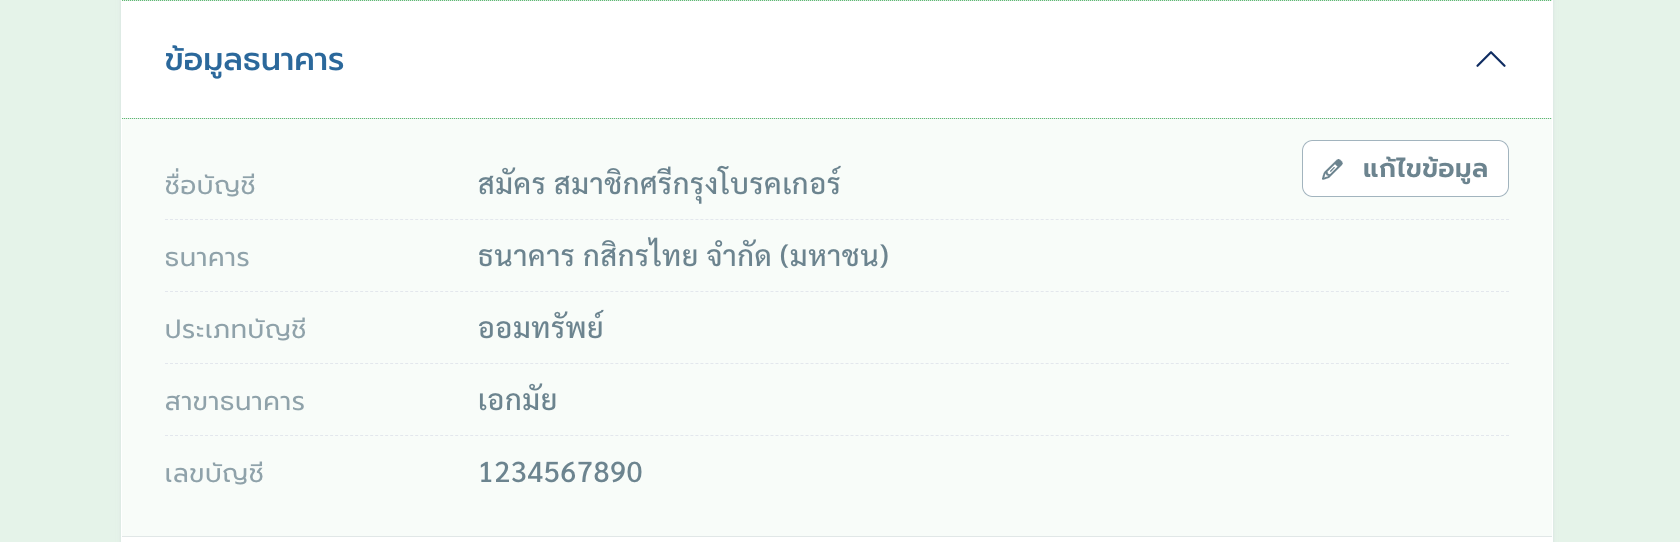 ข้อมูลธนาคาร
แก้ไขข้อมูล
ชื่อบัญชี สมัคร สมาชิกศรีกรุงโบรคเกอร์
ธนาคาร ธนาคาร กสิกรไทย จำกัด (มหาชน)
ประเภทบัญชี ออมทรัพย์
สาขาธนาคาร เอกมัย
เลขบัญชี 1234567890